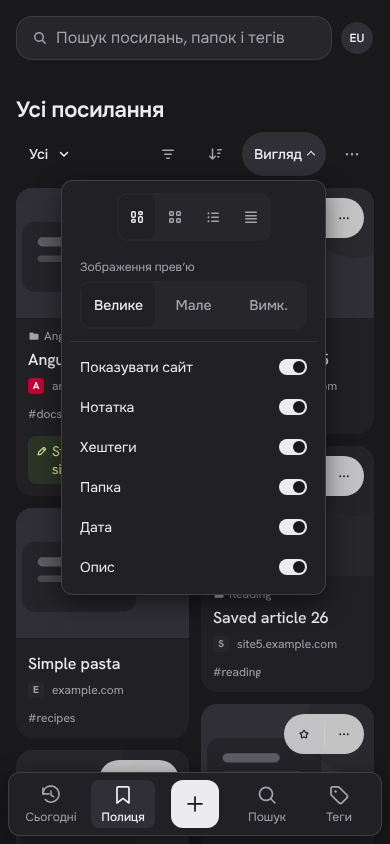 Пошук посилань, папок і тегів
EU
Усі посилання
Усі
Вигляд
Зображення прев'ю
Велике
Мале
Вимк.
Показувати сайт
Нотатка
Хештеги
Папка
Дата
Опис
A
#docs
Reading
Saved article 26
S site5.example.com
#reading
Simple pasta
E example.com
#recipes
Сьогодні
Полиця
Пошук
Теги